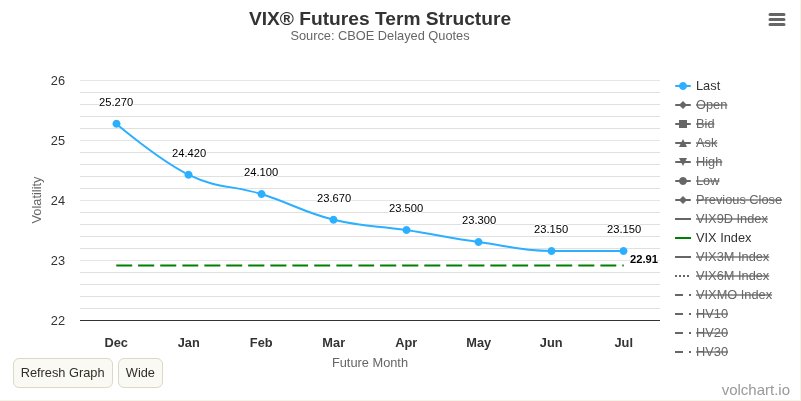 VIX® Futures Term Structure
Source: CBOE Delayed Quotes
Volatility
26
25
24
23
22
25.270
24.420
24.100
23.670
23.500
23.300
23.150
23.150
22.91
Dec Jan Feb Mar Apr May Jun Jul
Future Month
Last
Open
Bid
Ask
High
Low
Previous Close
VIX9D Index
VIX Index
VIX3M Index
VIX6M Index
VIXMO Index
HV10
HV20
HV30
Refresh Graph Wide
volchart.io